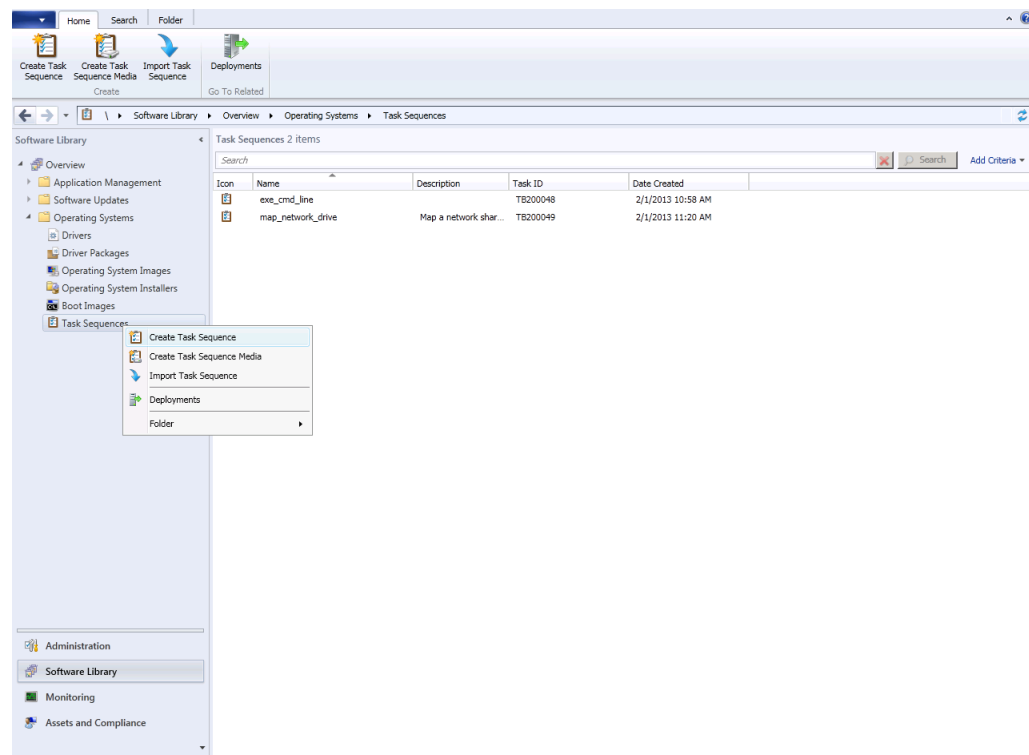 Home Search Folder
Create Task Sequence
Create Task Sequence Media
Import Task Sequence
Deployments
Create
Go To Related
\ Software Library Overview Operating Systems Task Sequences
Software Library
Overview
Application Management
Software Updates
Operating Systems
Drivers
Driver Packages
Operating System Images
Operating System Installers
Boot Images
Task Sequences
Create Task Sequence
Create Task Sequence Media
Import Task Sequence
Deployments
Folder
Task Sequences 2 items
Search Search Add Criteria
Icon Name Description Task ID Date Created
exe_cmd_line TB200048 2/1/2013 10:58 AM
map_network_drive Map a network shar... TB200049 2/1/2013 11:20 AM
Administration
Software Library
Monitoring
Assets and Compliance